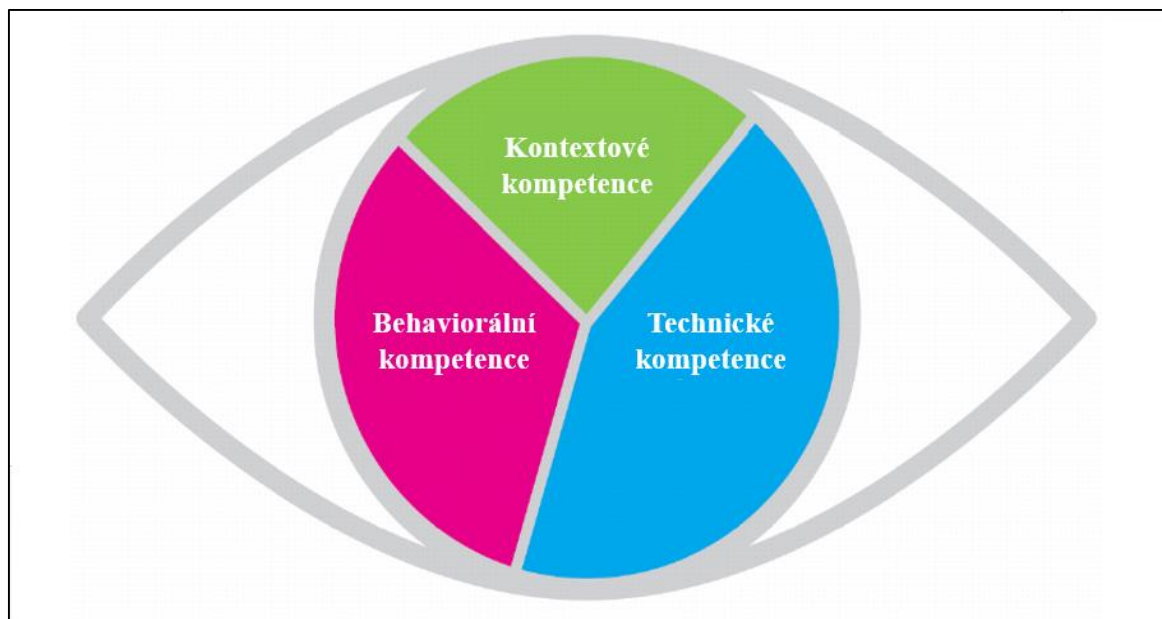 Kontextové
kompetence
Behaviorální
kompetence
Technické
kompetence